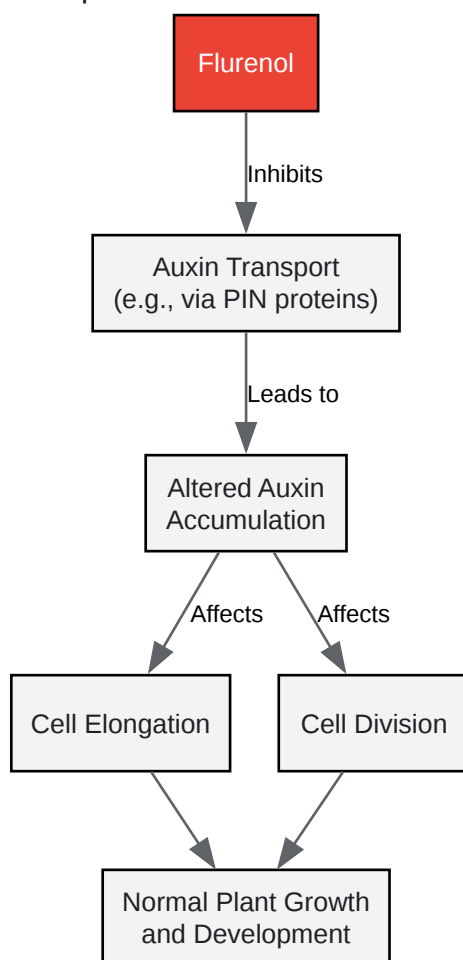 Flurenol
Inhibits
Auxin Transport
(e.g., via PIN proteins)
Leads to
Altered Auxin
Accumulation
Affects
Affects
Cell Elongation
Cell Division
Normal Plant Growth
and Development